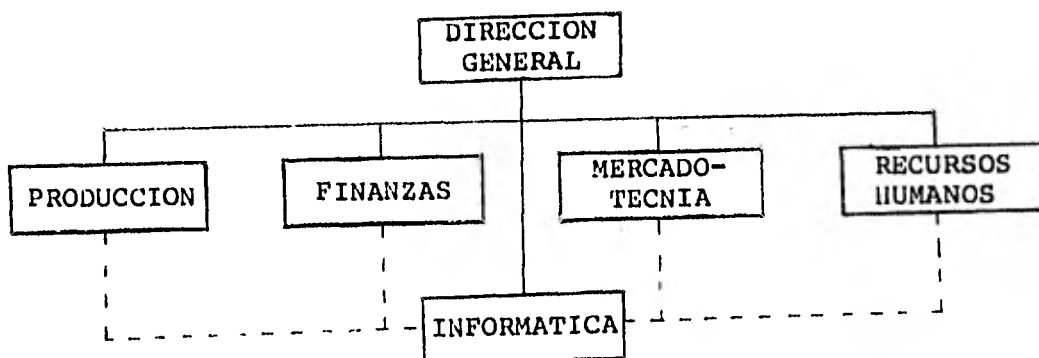 DIRECCION
GENERAL
PRODUCCION
FINANZAS
MERCADO-
TECNIA
RECURSOS
HUMANOS
INFORMATICA